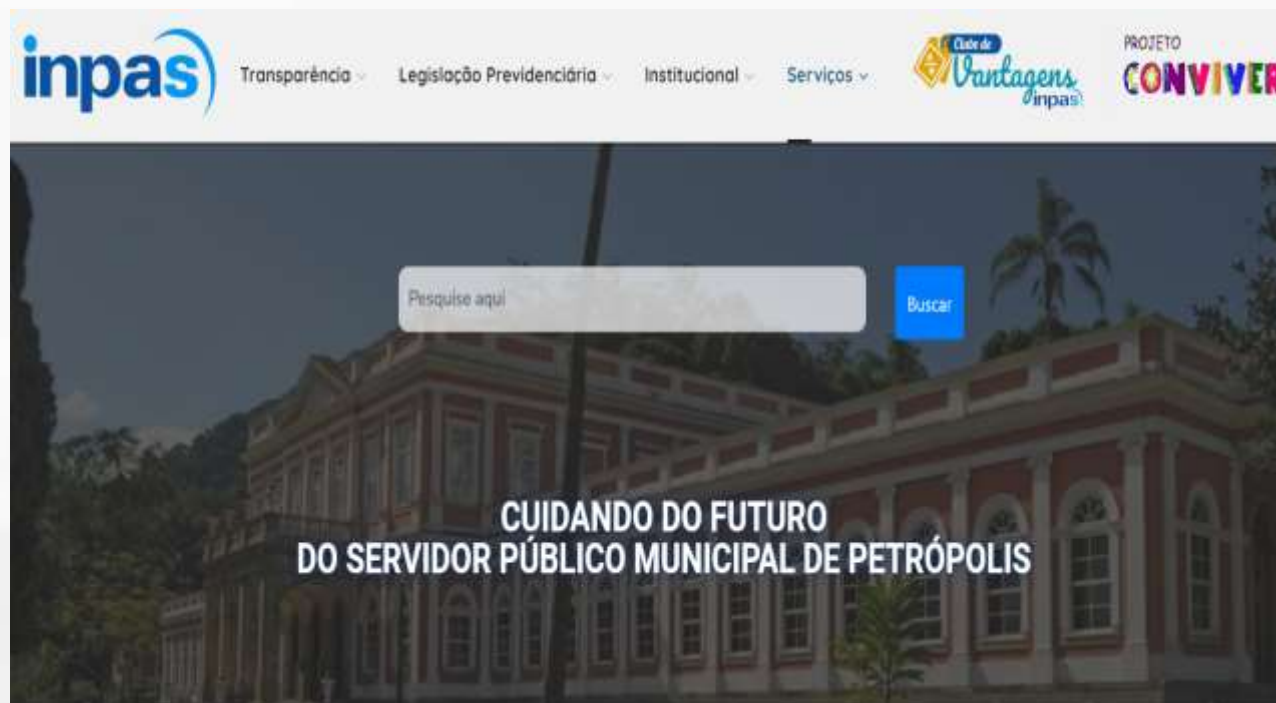 inpas
Transparência
Legislação Previdenciária
Institucional
Serviços
Clube de
Vantagens
inpas
PROJETO
CONVIVER
Pesquise aqui
Buscar
CUIDANDO DO FUTURO
DO SERVIDOR PÚBLICO MUNICIPAL DE PETRÓPOLIS